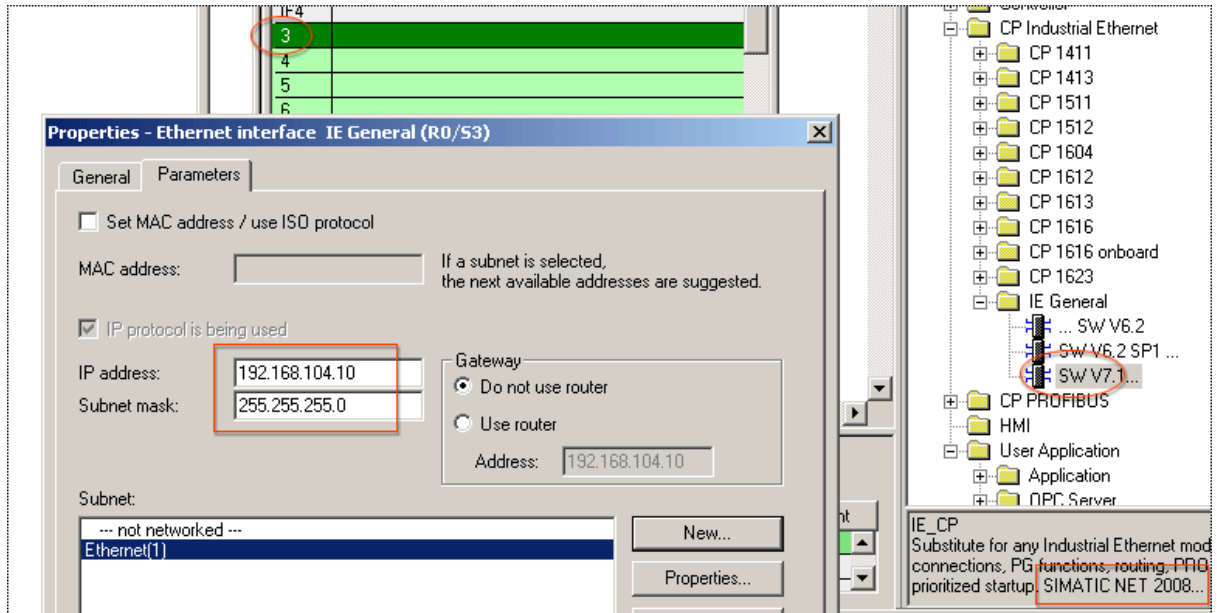 IE4
3
4
5
6
Properties - Ethernet interface IE General (R0/S3)
General
Parameters
Set MAC address / use ISO protocol
MAC address:
If a subnet is selected,
the next available addresses are suggested.
IP protocol is being used
IP address:
192.168.104.10
Subnet mask:
255.255.255.0
Gateway
Do not use router
Use router
Address:
192.168.104.10
Subnet:
--- not networked ---
Ethernet(1)
New...
Properties...
Controller
CP Industrial Ethernet
CP 1411
CP 1413
CP 1511
CP 1512
CP 1604
CP 1612
CP 1613
CP 1616
CP 1616 onboard
CP 1623
IE General
... SW V6.2
SW V6.2 SP1 ...
SW V7.1...
CP PROFIBUS
HMI
User Application
Application
OPC Server
IE_CP
Substitute for any Industrial Ethernet mod
connections, PG functions, routing, PRO
prioritized startup. SIMATIC NET 2008...